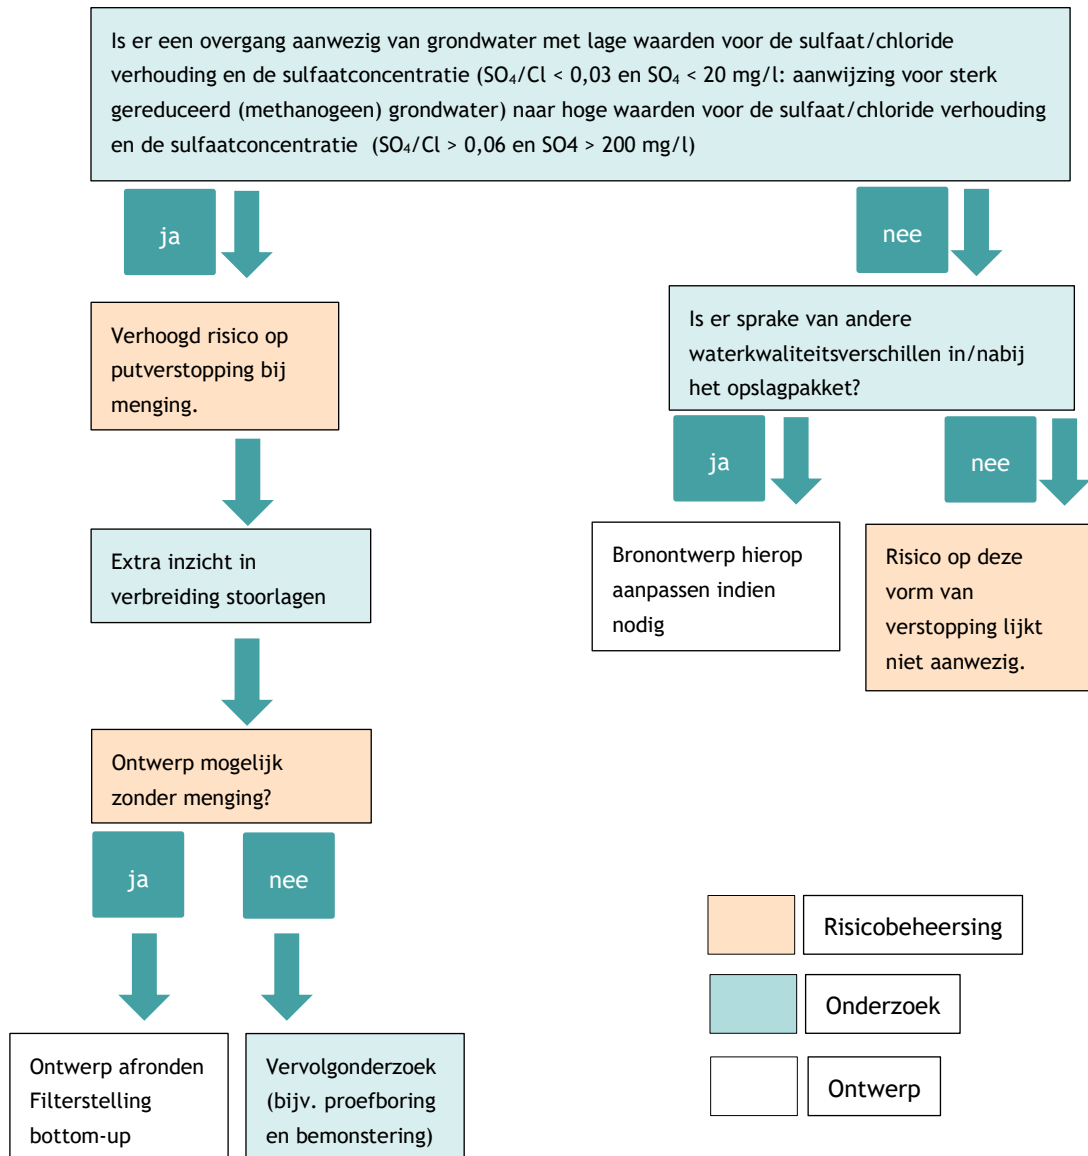 Is er een overgang aanwezig van grondwater met lage waarden voor de sulfaat/chloride
verhouding en de sulfaatconcentratie (SO₄/Cl < 0,03 en SO₄ < 20 mg/l: aanwijzing voor sterk
gereduceerd (methanogeen) grondwater) naar hoge waarden voor de sulfaat/chloride verhouding
en de sulfaatconcentratie (SO₄/Cl > 0,06 en SO4 > 200 mg/l)
ja
nee
Verhoogd risico op
putverstopping bij
menging.
Is er sprake van andere
waterkwaliteitsverschillen in/nabij
het opslagpakket?
ja
nee
Extra inzicht in
verbreiding stoorlagen
Bronontwerp hierop
aanpassen indien
nodig
Risico op deze
vorm van
verstopping lijkt
niet aanwezig.
Ontwerp mogelijk
zonder menging?
ja
nee
Ontwerp afronden
Filterstelling
bottom-up
Vervolgonderzoek
(bijv. proefboring
en bemonstering)
Risicobeheersing
Onderzoek
Ontwerp